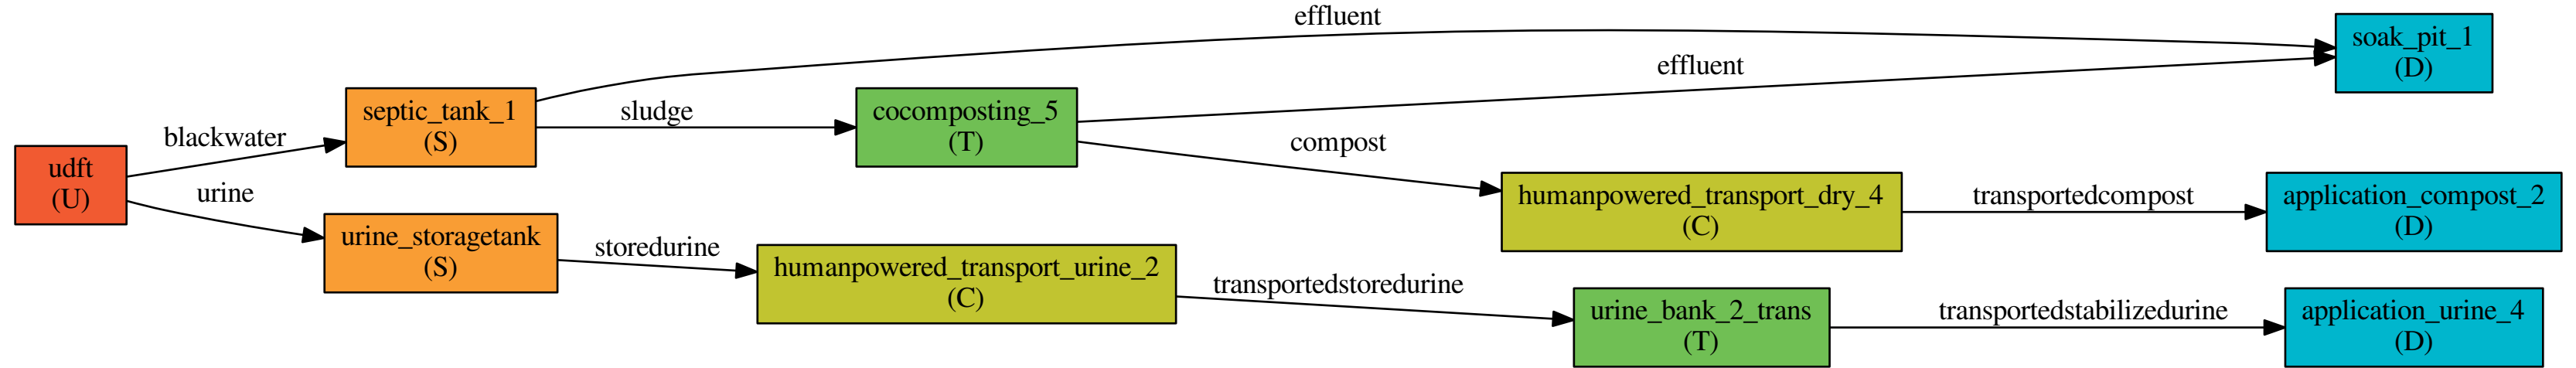 effluent
soak_pit_1
(D)
effluent
septic_tank_1
(S)
sludge
cocomposting_5
(T)
blackwater
compost
udft
(U)
urine
humanpowered_transport_dry_4
(C)
transportedcompost
application_compost_2
(D)
urine_storagetank
(S)
storedurine
humanpowered_transport_urine_2
(C)
transportedstoredurine
urine_bank_2_trans
(T)
transportedstabilizedurine
application_urine_4
(D)